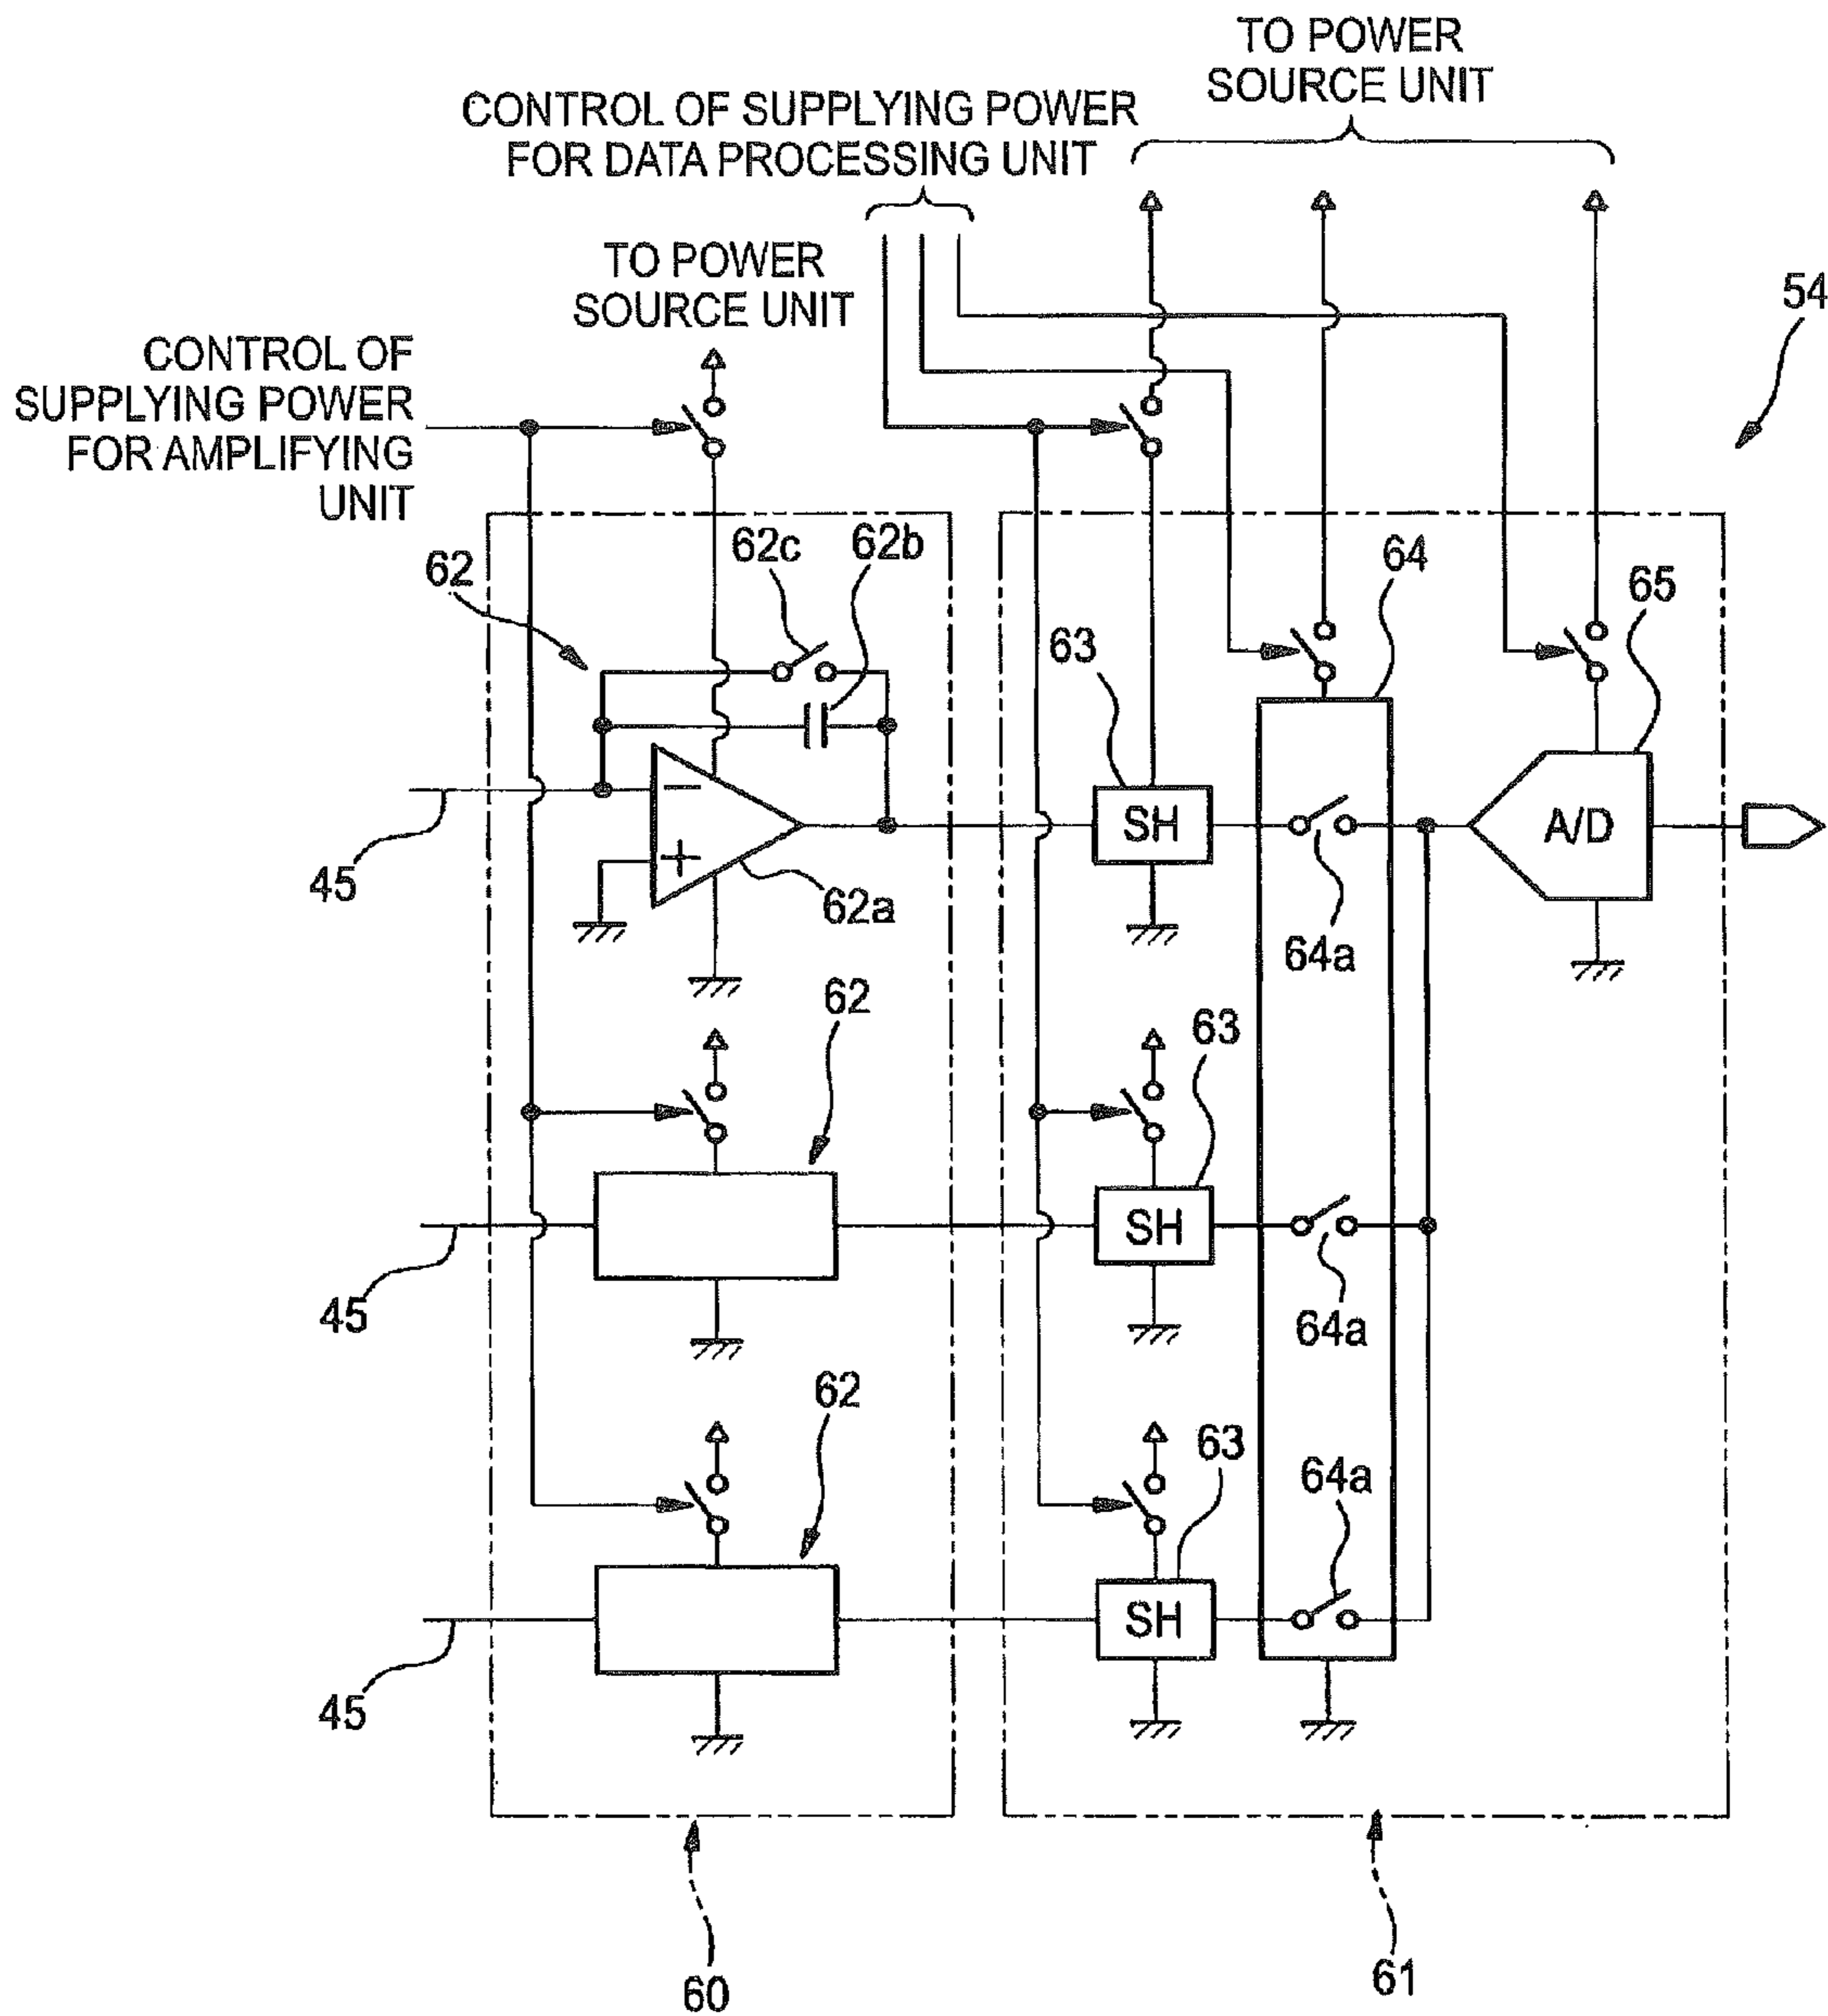 TO POWER
SOURCE UNIT
CONTROL OF SUPPLYING POWER
FOR DATA PROCESSING UNIT
TO POWER
SOURCE UNIT
54
CONTROL OF
SUPPLYING POWER
FOR AMPLIFYING
UNIT
62
62c
62b
64
65
63
−
+
SH
A/D
45
62a
64a
62
63
SH
45
64a
62
63
64a
SH
45
60
61